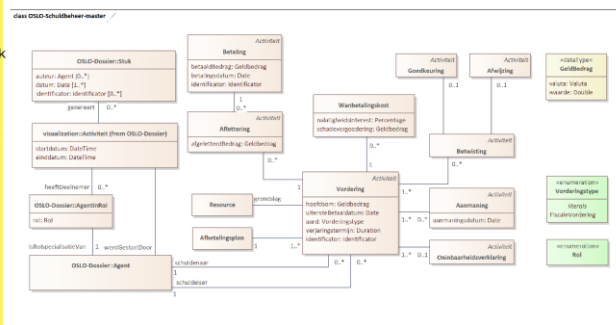 k
class OSLO-Schuldbeheer-master
OSLO-Dossier::Stuk
auteur: Agent [0..*]
datum: Date [1..*]
identificator: Identificator [0..*]
genereert
0..*
visualization::Activiteit (from OSLO-Dossier)
startdatum: DateTime
einddatum: DateTime
heeftDeelnemer
0..*
OSLO-Dossier::AgentInRol
rol: Rol
isRolspecialisatieVan
1
werdGestartDoor
OSLO-Dossier::Agent
1
schuldenaar
0..*
schuldeiser
1
0..*
Activiteit
Betaling
betaaldBedrag: Geldbedrag
betalingsdatum: Date
identificator: Identificator
1
0..*
Activiteit
Aflettering
afgelettendBedrag: Geldbedrag
0..*
1
Resource
grondslag
Afbetalingsplan
1
1..*
Wanbetalingskost
nalatigheidsinterest: Percentage
schadevergoeding: Geldbedrag
0..*
1
Activiteit
Vordering
hoofdsom: Geldbedrag
uiterstebetaaldatum: Date
aard: Vorderingstype
verjaringstermijn: Duration
identificator: Identificator
Activiteit
Goedkeuring
0..1
Activiteit
Afwijzing
0..1
Activiteit
Betwisting
1..*
0..*
Activiteit
Aanmaning
aanmaningsdatum: Date
1..*
0..*
Activiteit
Oninbaarheidsverklaring
1..*
0..1
«dataType»
GeldBedrag
valuta: Valuta
waarde: Double
«enumeration»
Vorderingstype
literals
FiscaleVordering
«enumeration»
Rol